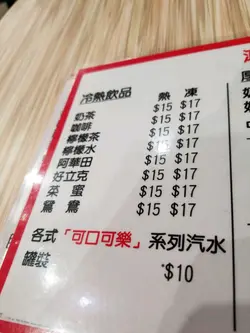 冷熱飲品 熱 凍
奶茶 $15 $17
咖啡 $15 $17
檸檬茶 $15 $17
檸檬水 $15 $17
阿華田 $15 $17
好立克 $15 $17
菜蜜 $15 $17
鴛鴦 $15 $17
各式「可口可樂」系列汽水
罐裝 $10